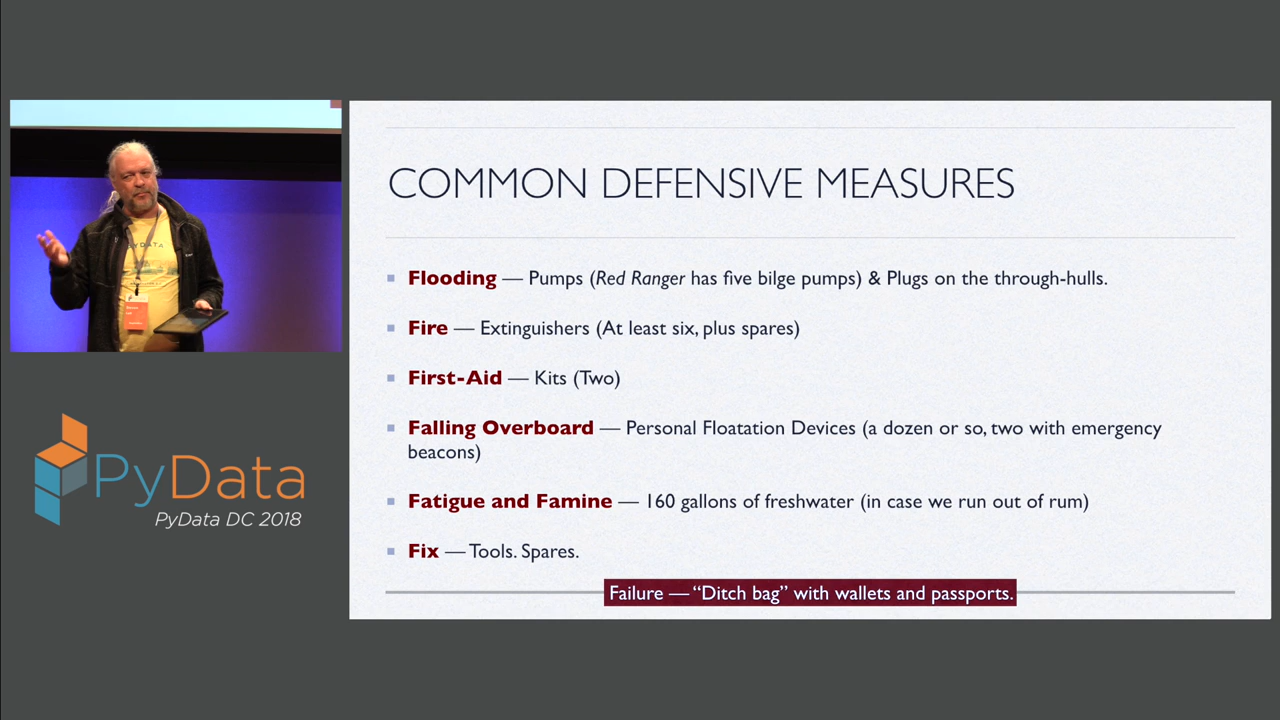 COMMON DEFENSIVE MEASURES
Flooding — Pumps (Red Ranger has five bilge pumps) & Plugs on the through-hulls.
Fire — Extinguishers (At least six, plus spares)
First-Aid — Kits (Two)
Falling Overboard — Personal Floatation Devices (a dozen or so, two with emergency
beacons)
Fatigue and Famine — 160 gallons of freshwater (in case we run out of rum)
Fix — Tools. Spares.
Failure — “Ditch bag” with wallets and passports.
PYDATA
PyData
PyData DC 2018